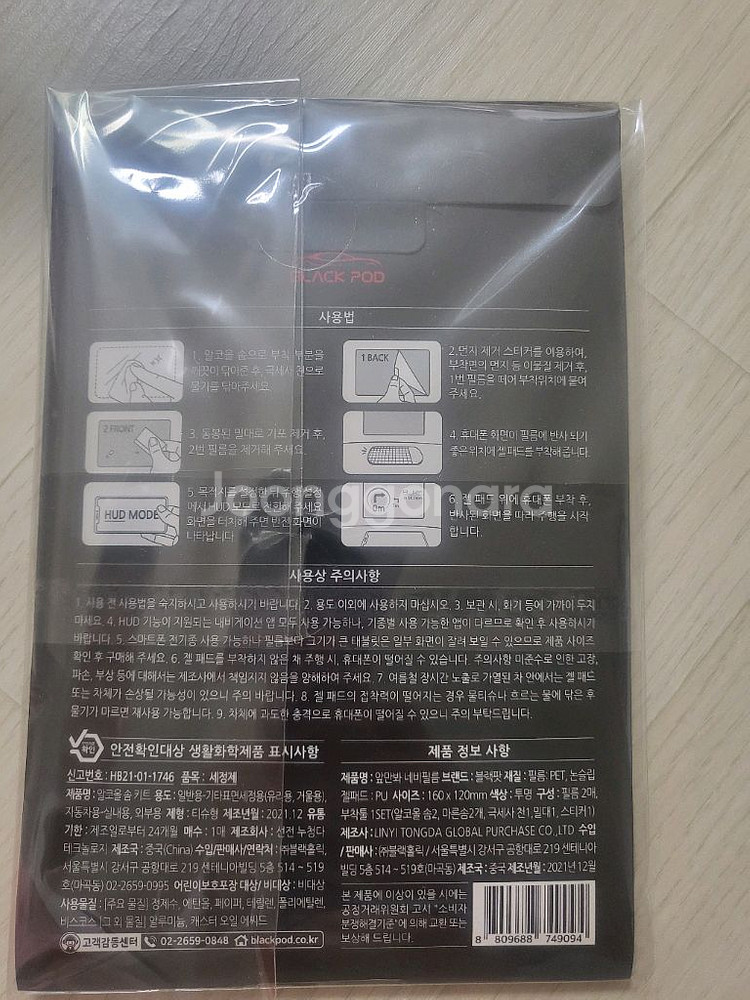 BLACK POD
사용법
1. 알코올 솜으로 부착 부분을
깨끗이 닦아준 후, 극세사 천으로
물기를 닦아주세요.
1 BACK
2.먼지 제거 스티커를 이용하여,
부착면의 먼지 등 이물질 제거 후,
1번 필름을 떼어 부착위치에 붙여
주세요.
2 FRONT
3. 동봉된 밀대로 기포 제거 후,
2번 필름을 제거해 주세요.
4. 휴대폰 화면이 필름에 반사 되기
좋은 위치에 젤 패드를 부착해 줍니다.
HUD MODE
5. 목적지를
화면을 터치해 주면 반전 화면이
나타납니다
0m
6. 젤 패드 위에 휴대폰 부착 후,
반사된 화면을 따라 주행을 시작
합니다.
Joonggonara
사용상 주의사항
1. 사용 전 사용법을 숙지하시고 사용하시기 바랍니다. 2. 용도 이외에 사용하지 마십시오. 3. 보관 시, 화기 등에 가까이 두지
마세요. 4. HUD 기능이 지원되는 내비게이션 앱 모두 사용 가능하나, 기종별 사용 가능한 앱이 다르므로 확인 후 사용하시기
바랍니다. 5. 스마트폰 전기종 사용 가능하나 필름보다 크기가 큰 태블릿은 일부 화면이 잘려 보일 수 있으므로 제품 사이즈
확인 후 구매해 주세요. 6. 젤 패드를 부착하지 않은 채 주행 시, 휴대폰이 떨어질 수 있습니다. 주의사항 미준수로 인한 고장,
파손, 부상 등에 대해서는 제조사에서 책임지지 않음을 양해하여 주세요. 7. 여름철 장시간 노출로 가열된 차 안에서는 젤 패드
또는 차체가 손상될 가능성이 있으니 주의 바랍니다. 8. 젤 패드의 접착력이 떨어지는 경우 물티슈나 흐르는 물에 닦은 후
물기가 마르면 재사용 가능합니다. 9. 차체에 과도한 충격으로 휴대폰이 떨어질 수 있으니 주의 부탁드립니다.
확인 안전확인대상 생활화학제품 표시사항
신고번호 : HB21-01-1746 품목 : 세정제
제품명 : 알코올 솜 키트 용도 : 일반용-기타표면세정용(유리용, 거울용),
자동차용-실내용, 외부용 제형 : 티슈형 제조년월 : 2021.12 유통
기한 : 제조일로부터 24개월 매수 : 1매 제조회사 : 선전 누청다
테크놀로지 제조국 : 중국(China) 수입/판매사/연락처 : ㈜블랙홀릭/
서울특별시 강서구 공항대로 219 센테니아빌딩 5층 514 ~ 519
호(마곡동) 02-2659-0995 어린이보호포장 대상/비대상 : 비대상
사용물질 : [주요 물질] 정제수, 에탄올, 페이퍼, 테릴렌, 폴리에틸렌,
비스코스 [그 외 물질] 알루미늄, 캐스터 오일 에씨드
고객감동센터 02-2659-0848 blackpod.co.kr
제품 정보 사항
제품명 : 앞만봐 네비필름 브랜드 : 블랙팟 재질 : 필름: PET, 논슬립
젤패드 : PU 사이즈 : 160 x 120mm 색상 : 투명 구성 : 필름 2매,
부착툴 1SET(알코올 솜2, 마른솜2개, 극세사 천1,밀대1, 스티커1)
제조사 : LINYI TONGDA GLOBAL PURCHASE CO.,LTD 수입
/ 판매사 : ㈜블랙홀릭 / 서울특별시 강서구 공항대로 219 센테니아
빌딩 5층 514 ~ 519호(마곡동) 제조국 : 중국 제조년월 : 2021년 12월
본 제품에 이상이 있을 시에는
공정거래위원회 고시 "소비자
분쟁해결기준"에 의해 교환 또는
보상해 드립니다.
8 809688 749094